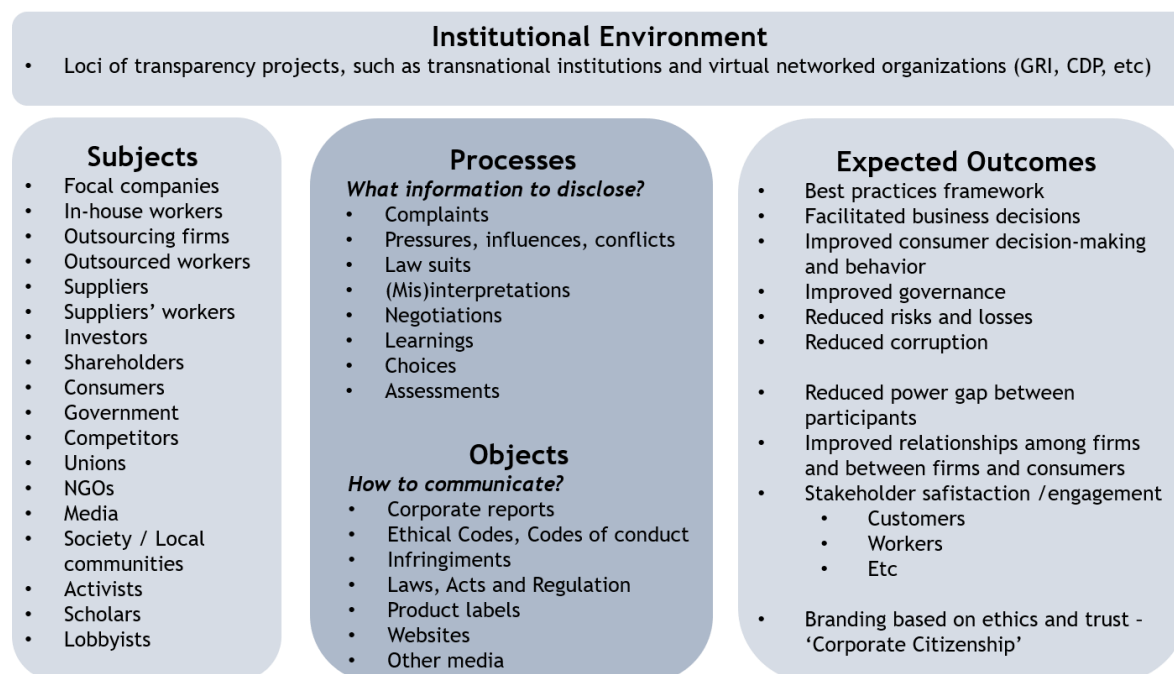 Institutional Environment
• Loci of transparency projects, such as transnational institutions and virtual networked organizations (GRI, CDP, etc)
Subjects
• Focal companies
• In-house workers
• Outsourcing firms
• Outsourced workers
• Suppliers
• Suppliers’ workers
• Investors
• Shareholders
• Consumers
• Government
• Competitors
• Unions
• NGOs
• Media
• Society / Local
communities
• Activists
• Scholars
• Lobbyists
Processes
What information to disclose?
• Complaints
• Pressures, influences, conflicts
• Law suits
• (Mis)interpretations
• Negotiations
• Learnings
• Choices
• Assessments
Objects
How to communicate?
• Corporate reports
• Ethical Codes, Codes of conduct
• Infringiments
• Laws, Acts and Regulation
• Product labels
• Websites
• Other media
Expected Outcomes
• Best practices framework
• Facilitated business decisions
• Improved consumer decision-making
and behavior
• Improved governance
• Reduced risks and losses
• Reduced corruption
• Reduced power gap between
participants
• Improved relationships among firms
and between firms and consumers
• Stakeholder safistaction /engagement
• Customers
• Workers
• Etc
• Branding based on ethics and trust –
‘Corporate Citizenship’